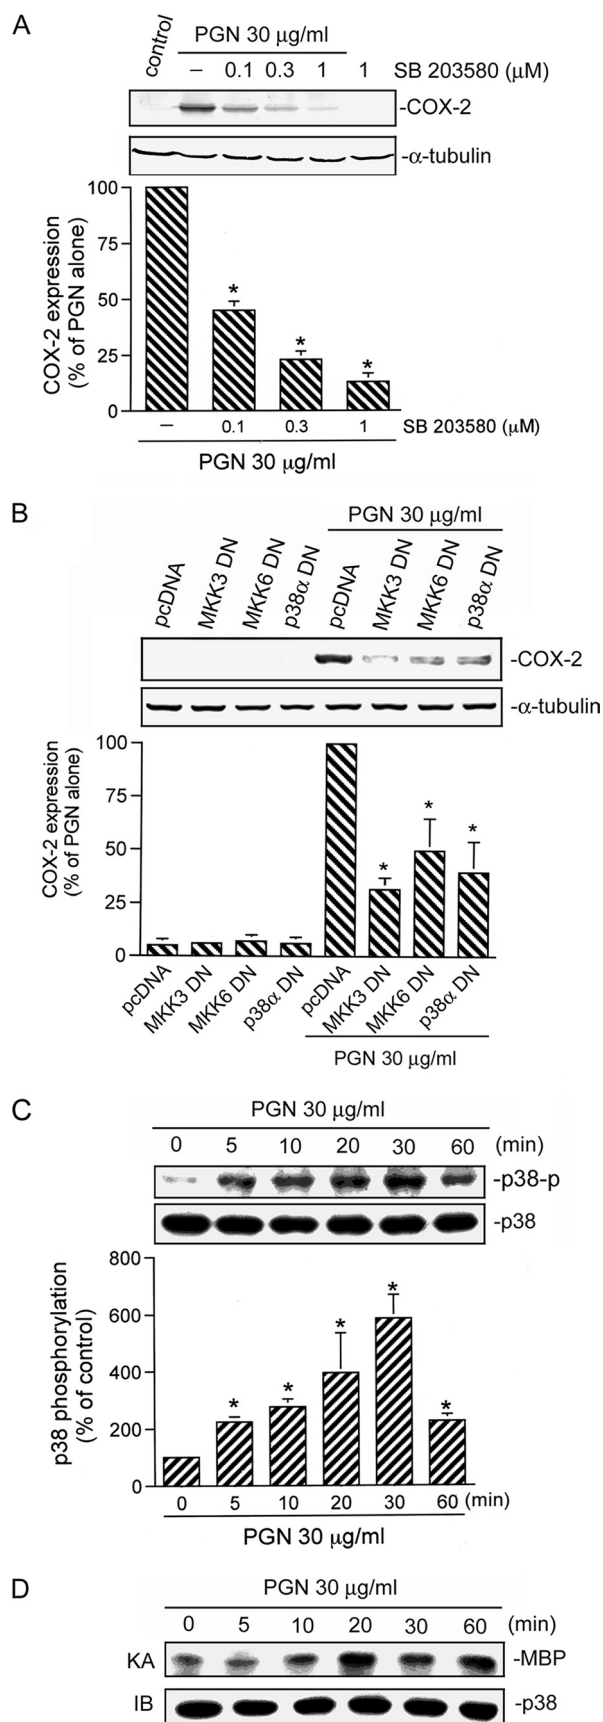 A
control
PGN 30 μg/ml
– 0.1 0.3 1 1 SB 203580 (μM)
-COX-2
-α-tubulin
COX-2 expression
(% of PGN alone)
100
75
50
25
0
* * *
– 0.1 0.3 1 SB 203580 (μM)
PGN 30 μg/ml
B
PGN 30 μg/ml
pcDNA MKK3 DN MKK6 DN p38α DN pcDNA MKK3 DN MKK6 DN p38α DN
-COX-2
-α-tubulin
COX-2 expression
(% of PGN alone)
100
75
50
25
0
* * *
pcDNA MKK3 DN MKK6 DN p38α DN pcDNA MKK3 DN MKK6 DN p38α DN
PGN 30 μg/ml
C
PGN 30 μg/ml
0 5 10 20 30 60 (min)
-p38-p
-p38
p38 phosphorylation
(% of control)
800
600
400
200
0
* * * * *
0 5 10 20 30 60 (min)
PGN 30 μg/ml
D
PGN 30 μg/ml
0 5 10 20 30 60 (min)
KA -MBP
IB -p38